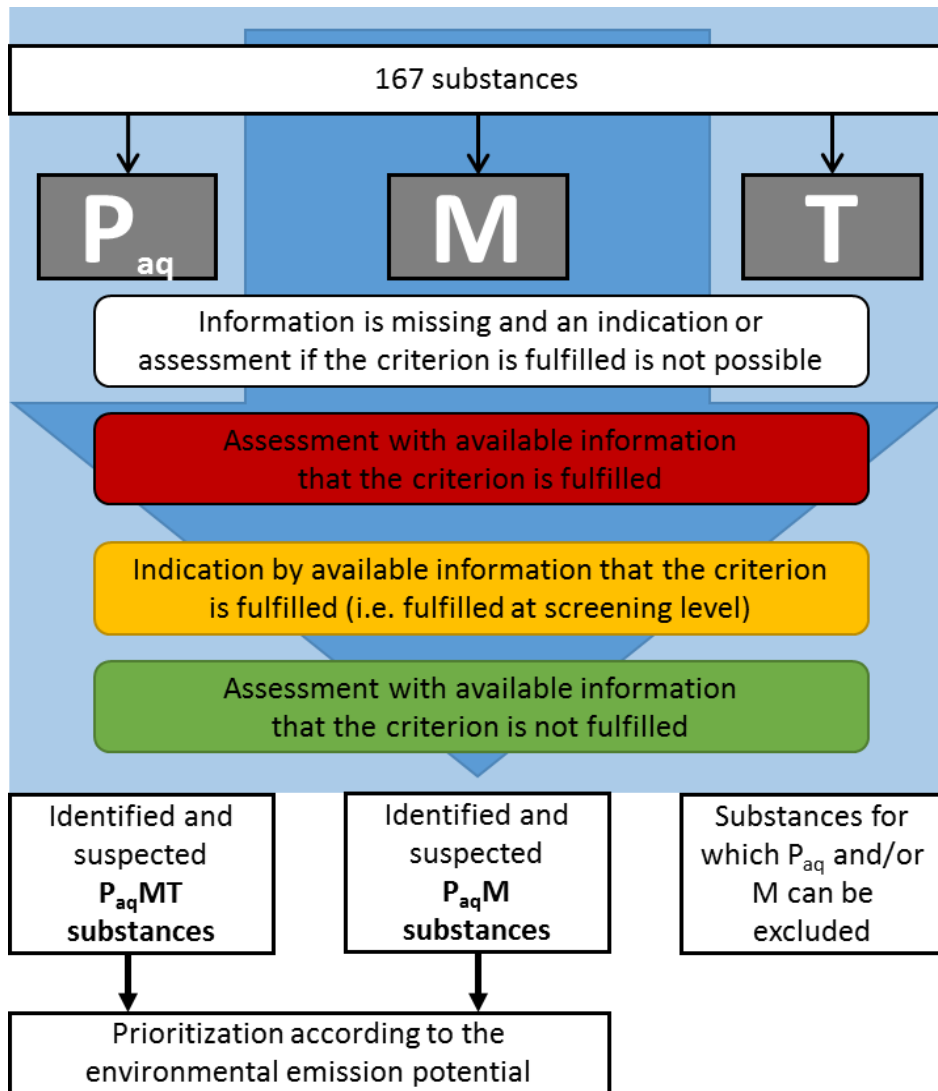 167 substances
Paq
M
T
Information is missing and an indication or
assessment if the criterion is fulfilled is not possible
Assessment with available information
that the criterion is fulfilled
Indication by available information that the criterion
is fulfilled (i.e. fulfilled at screening level)
Assessment with available information
that the criterion is not fulfilled
Identified and
suspected
PaqMT
substances
Identified and
suspected
PaqM
substances
Substances for
which Paq and/or
M can be
excluded
Prioritization according to the
environmental emission potential